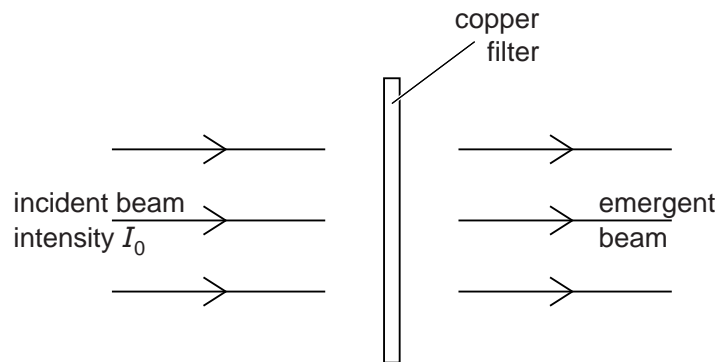 copper
filter
incident beam
intensity I₀
emergent
beam